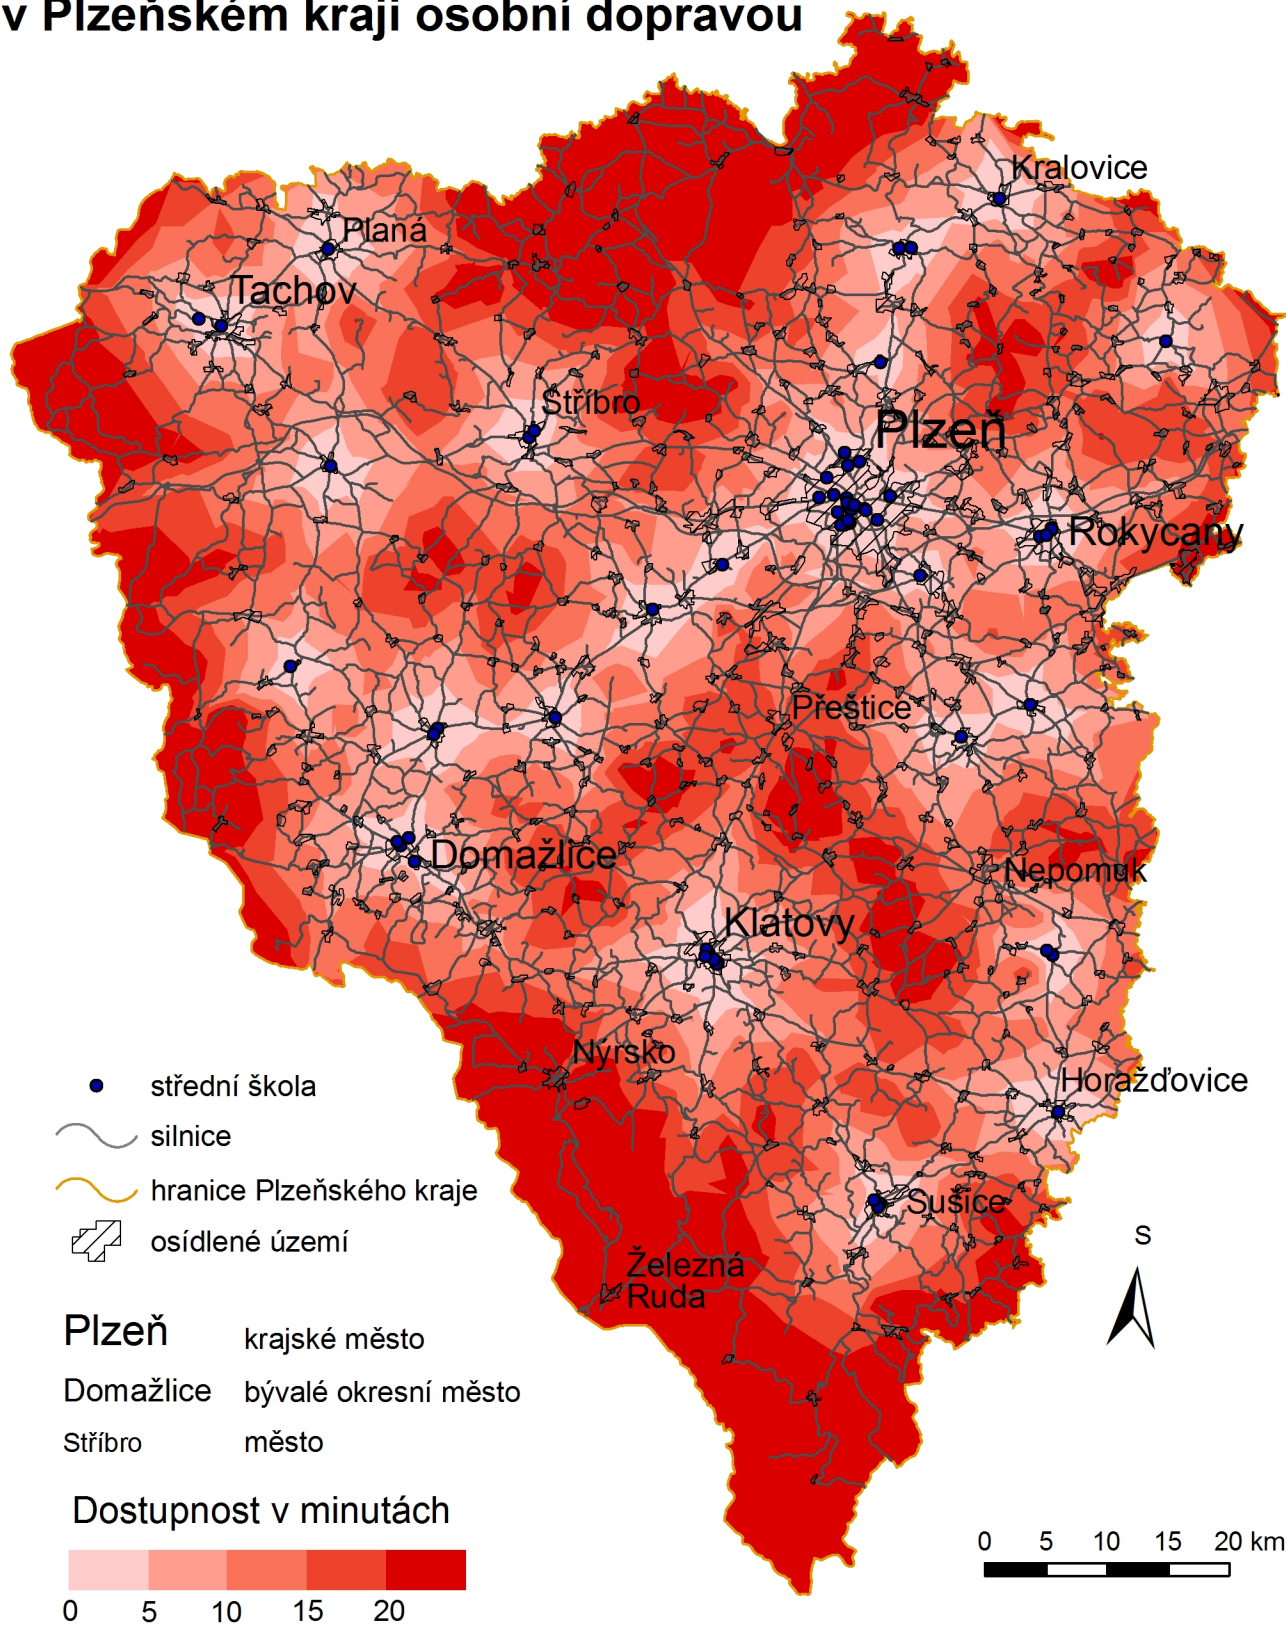 v Plzeňském kraji osobní dopravou
Kralovice
Planá
Tachov
Stříbro
Plzeň
Rokycany
Přeštice
Domažlice
Nepomuk
Klatovy
Nýrsko
Horažďovice
Sušice
Železná
Ruda
střední škola
silnice
hranice Plzeňského kraje
osídlené území
S
Plzeň krajské město
Domažlice bývalé okresní město
Stříbro město
Dostupnost v minutách
0 5 10 15 20
0 5 10 15 20 km